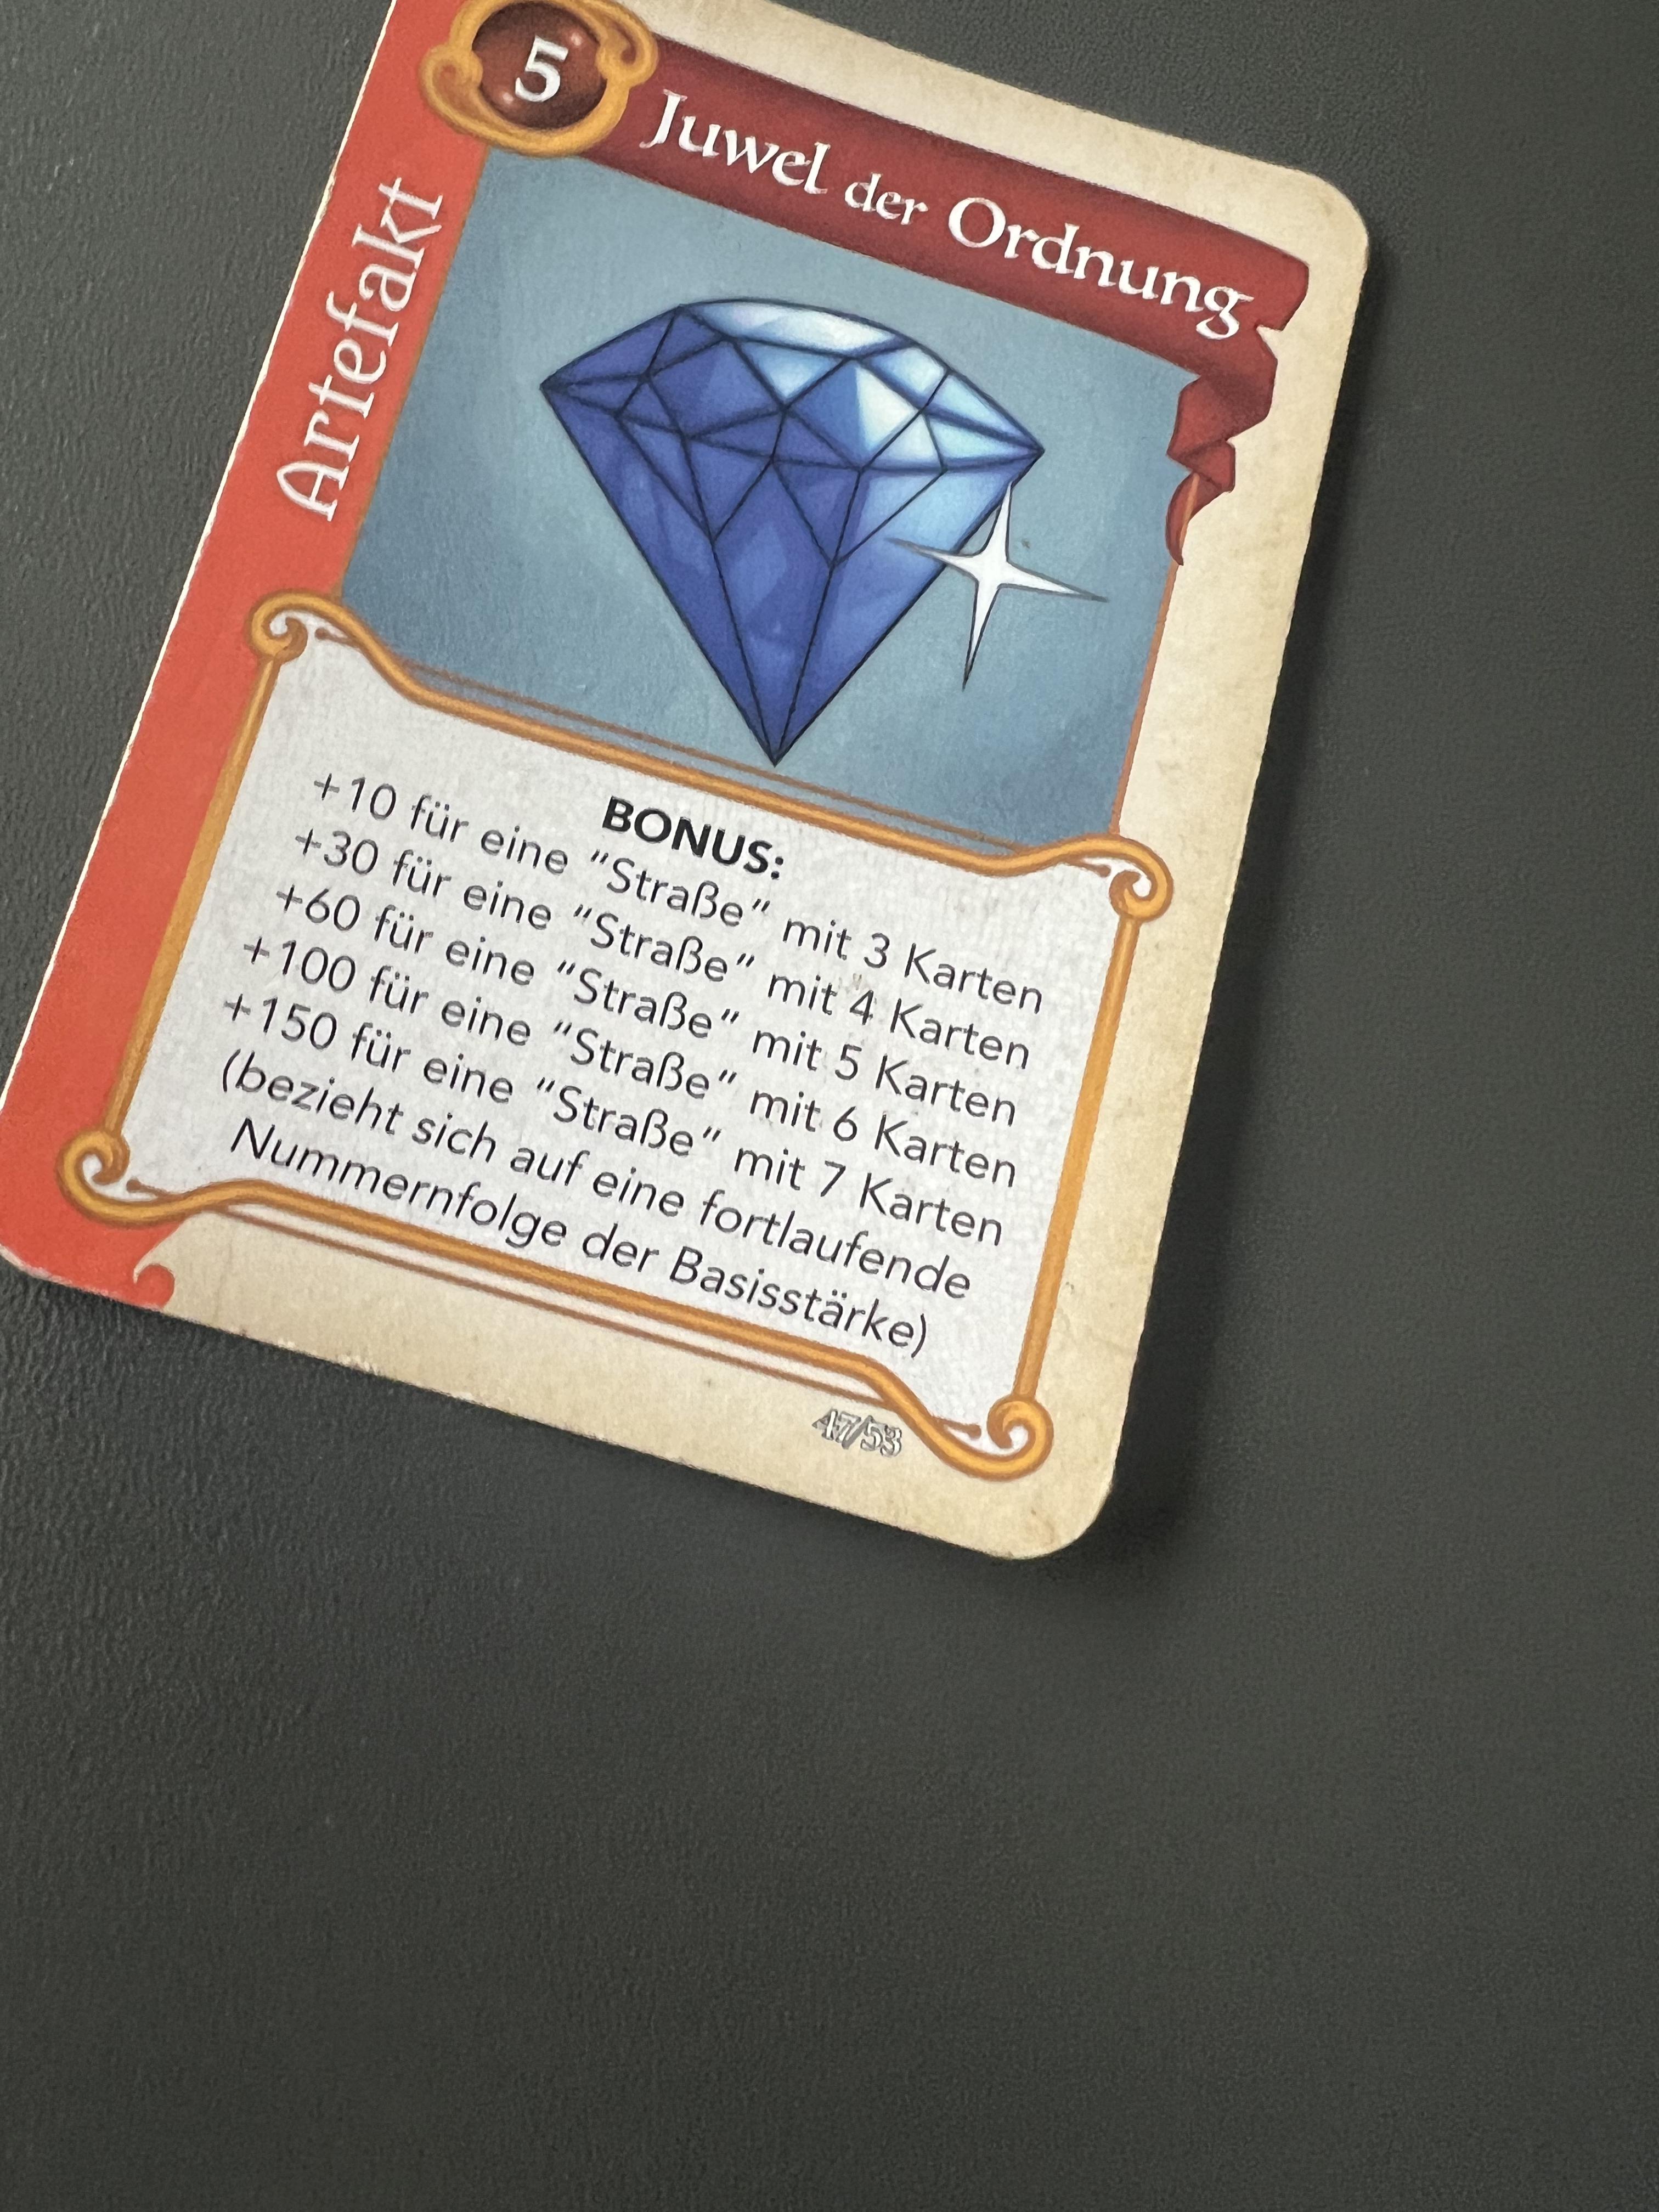 5
Juwel der Ordnung
Artefakt
BONUS:
+10 für eine "Straße" mit 3 Karten
+30 für eine "Straße" mit 4 Karten
+60 für eine "Straße" mit 5 Karten
+100 für eine "Straße" mit 6 Karten
+150 für eine "Straße" mit 7 Karten
(bezieht sich auf eine fortlaufende
Nummernfolge der Basisstärke)
47/53